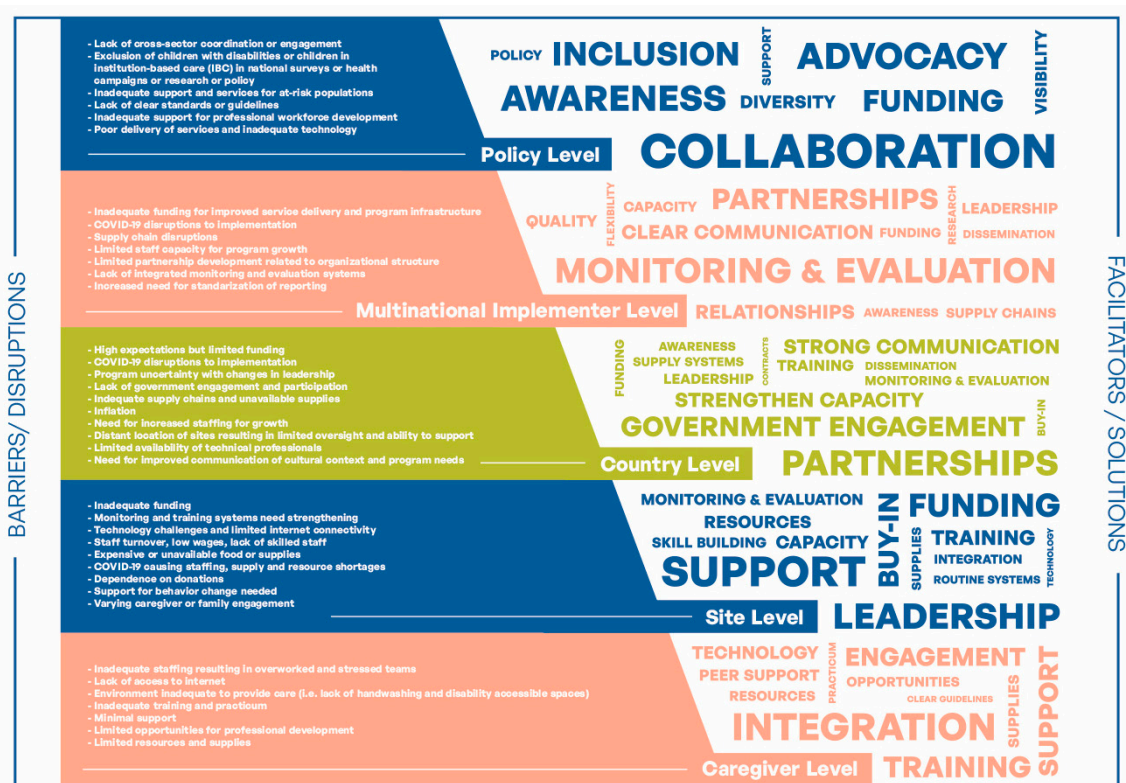 BARRIERS/ DISRUPTIONS
FACILITATORS / SOLUTIONS
- Lack of cross-sector coordination or engagement
- Exclusion of children with disabilities or children in
institution-based care (IBC) in national surveys or health
campaigns or research or policy
- Inadequate support and services for at-risk populations
- Lack of clear standards or guidelines
- Inadequate support for professional workforce development
- Poor delivery of services and inadequate technology
Policy Level
POLICY
INCLUSION
SUPPORT
ADVOCACY
VISIBILITY
AWARENESS
DIVERSITY
FUNDING
COLLABORATION
- Inadequate funding for improved service delivery and program infrastructure
- COVID-19 disruptions to implementation
- Supply chain disruptions
- Limited staff capacity for program growth
- Limited partnership development related to organizational structure
- Lack of integrated monitoring and evaluation systems
- Increased need for standarization of reporting
Multinational Implementer Level
QUALITY
FLEXIBILITY
CAPACITY
PARTNERSHIPS
RESEARCH
LEADERSHIP
CLEAR COMMUNICATION
FUNDING
DISSEMINATION
MONITORING & EVALUATION
RELATIONSHIPS
AWARENESS
SUPPLY CHAINS
- High expectations but limited funding
- COVID-19 disruptions to implementation
- Program uncertainty with changes in leadership
- Lack of government engagement and participation
- Indequate supply chains and unavailable supplies
- Inflation
- Need for increased staffing for growth
- Distant location of sites resulting in limited oversight and ability to support
- Limited availability of technical professionals
- Need for improved communication of cultural context and program needs
Country Level
FUNDING
AWARENESS
SUPPLY SYSTEMS
LEADERSHIP
CONTRACTS
STRONG COMMUNICATION
TRAINING
DISSEMINATION
MONITORING & EVALUATION
STRENGTHEN CAPACITY
GOVERNMENT ENGAGEMENT
BUY-IN
PARTNERSHIPS
- Inadequate funding
- Monitoring and training systems need strengthening
- Technology challenges and limited internet connectivity
- Staff turnover, low wages, lack of skilled staff
- Expensive or unavailable food or supplies
- COVID-19 causing staffing, supply and resource shortages
- Dependence on donations
- Support for behavior change needed
- Varying caregiver or family engagement
Site Level
MONITORING & EVALUATION
RESOURCES
SKILL BUILDING
CAPACITY
SUPPORT
BUY-IN
FUNDING
SUPPLIES
TRAINING
INTEGRATION
ROUTINE SYSTEMS
TECHNOLOGY
LEADERSHIP
- Inadequate staffing resulting in overworked and stressed teams
- Lack of access to internet
- Environment inadequate to provide care (i.e. lack of handwashing and disability accessible spaces)
- Inadequate training and practicum
- Minimal support
- Limited opportunities for professional development
- Limited resources and supplies
Caregiver Level
TECHNOLOGY
PEER SUPPORT
RESOURCES
PRACTICUM
ENGAGEMENT
OPPORTUNITIES
CLEAR GUIDELINES
SUPPLIES
SUPPORT
INTEGRATION
TRAINING